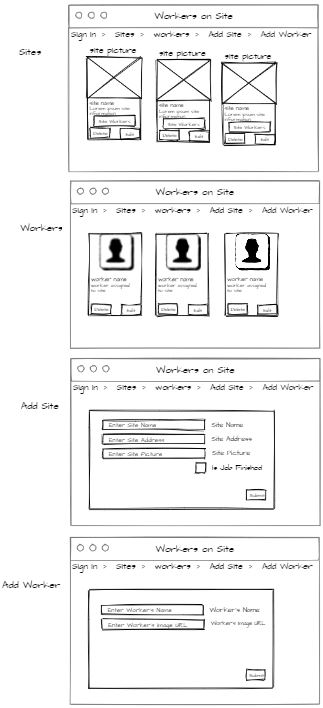 Workers on Site
Sign In > Sites > workers > Add Site > Add Worker
Sites
site picture site picture site picture
site name site name site name
Lorem ipsum site information Lorem ipsum site information Lorem ipsum site information
Site Workers Site Workers Site Workers
Delete Edit Delete Edit Delete Edit
Workers on Site
Sign In > Sites > workers > Add Site > Add Worker
Workers
worker name worker name worker name
worker assigned worker assigned worker assigned
to site to site to site
Delete Edit Delete Edit Delete Edit
Workers on Site
Sign In > Sites > workers > Add Site > Add Worker
Add Site
Enter Site Name Site Name
Enter Site Address Site Address
Enter Site Picture Site Picture
Is Job Finished
Submit
Workers on Site
Sign In > Sites > workers > Add Site > Add Worker
Add Worker
Enter Workers Name Worker's Name
Enter Workers Image URL Workers Image URL
Submit